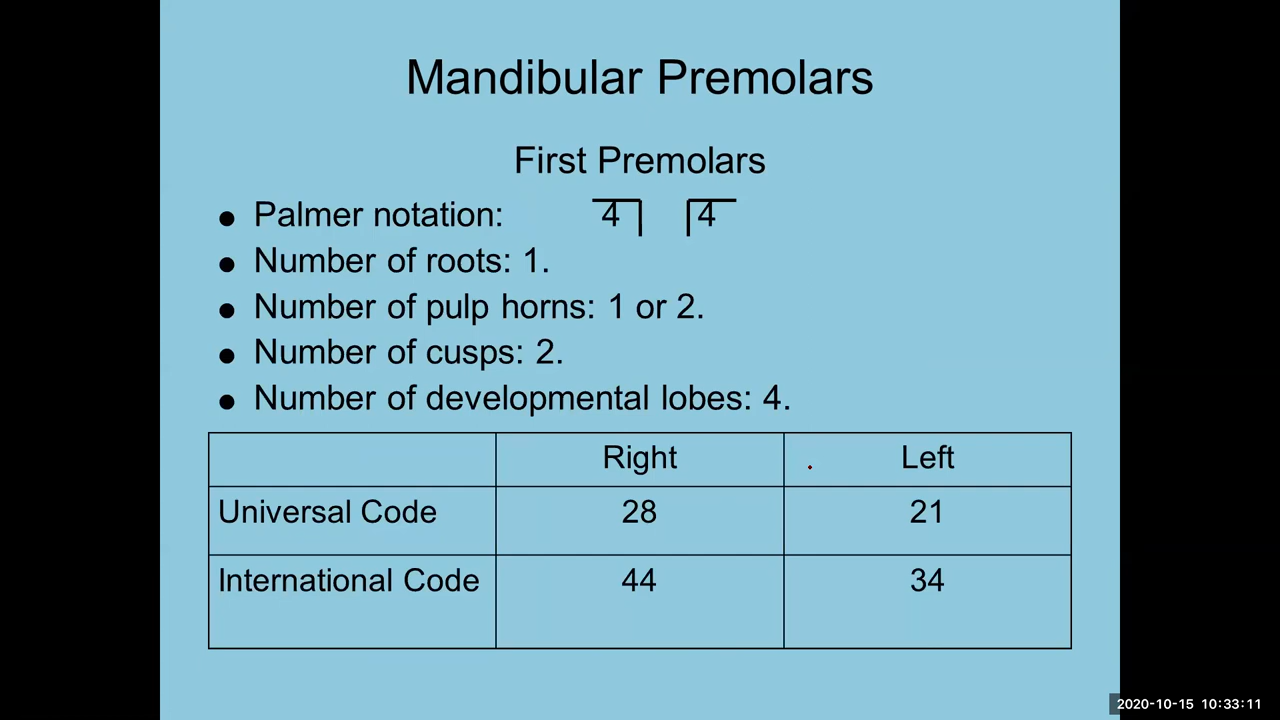 Mandibular Premolars
First Premolars
● Palmer notation: 4 4
● Number of roots: 1.
● Number of pulp horns: 1 or 2.
● Number of cusps: 2.
● Number of developmental lobes: 4.
Right Left
Universal Code 28 21
International Code 44 34
2020-10-15 10:33:11